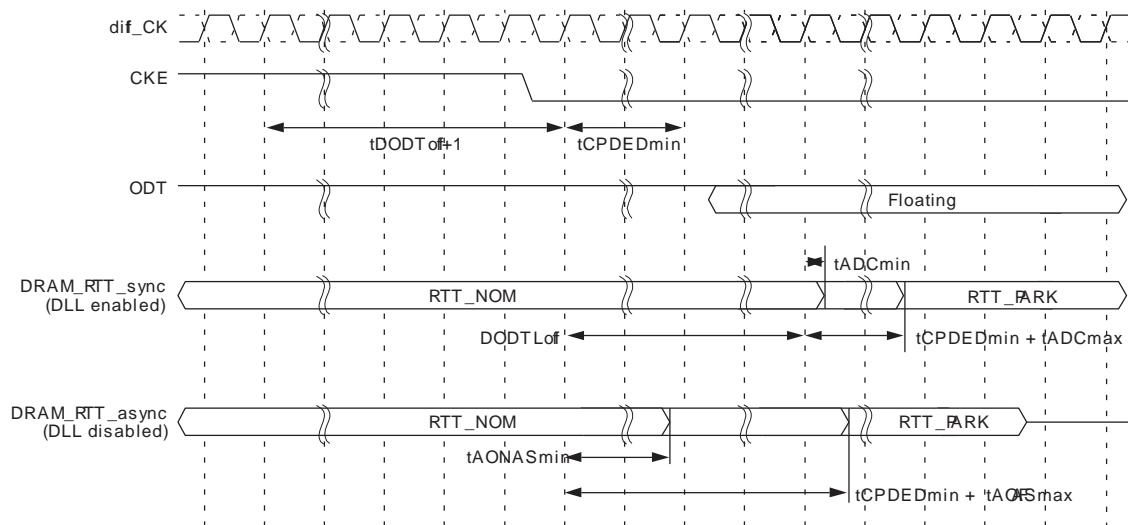 dif_CK
CKE
tDODToff+1
tCPDEDmin
ODT
Floating
tADCmin
DRAM_RTT_sync
(DLL enabled)
RTT_NOM
RTT_PARK
DODTLoff
tCPDEDmin + tADCmax
DRAM_RTT_async
(DLL disabled)
RTT_NOM
RTT_PARK
tAONASmin
tCPDEDmin + tAOFASmax